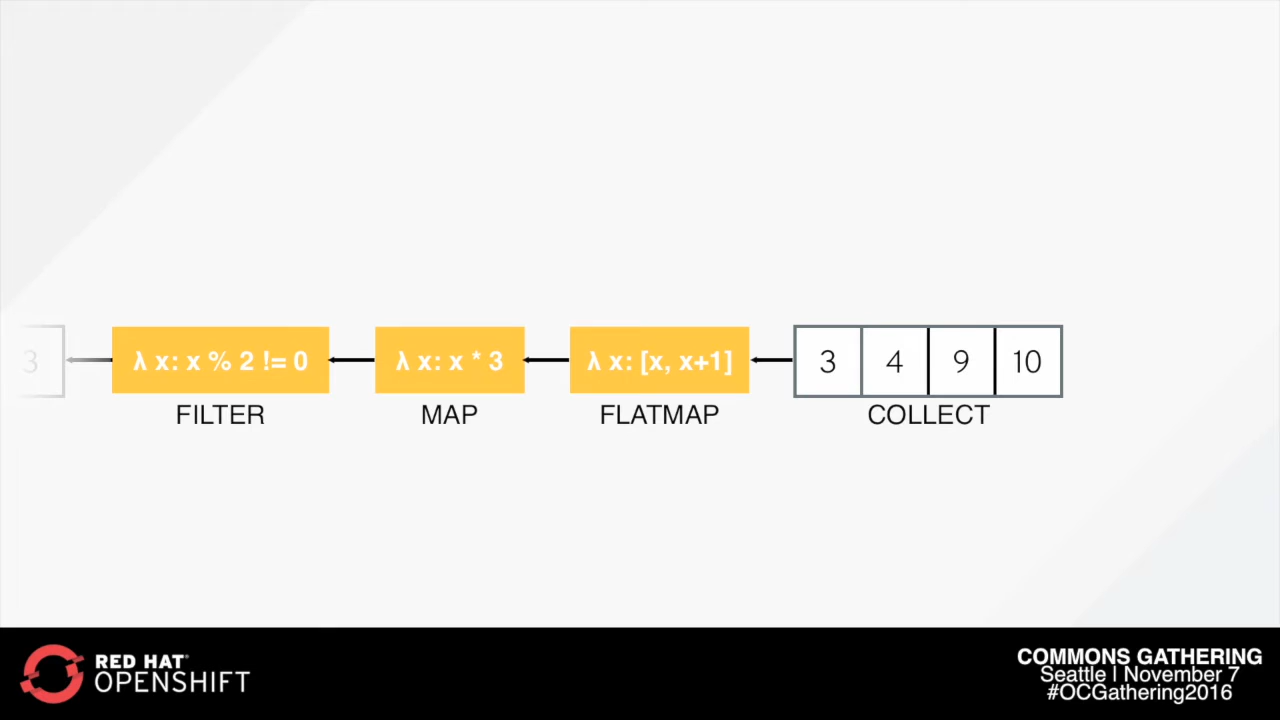 3
λ x: x % 2 != 0
λ x: x * 3
λ x: [x, x+1]
3 4 9 10
FILTER
MAP
FLATMAP
COLLECT
RED HAT®
OPENSHIFT
COMMONS GATHERING
Seattle | November 7
#OCGathering2016